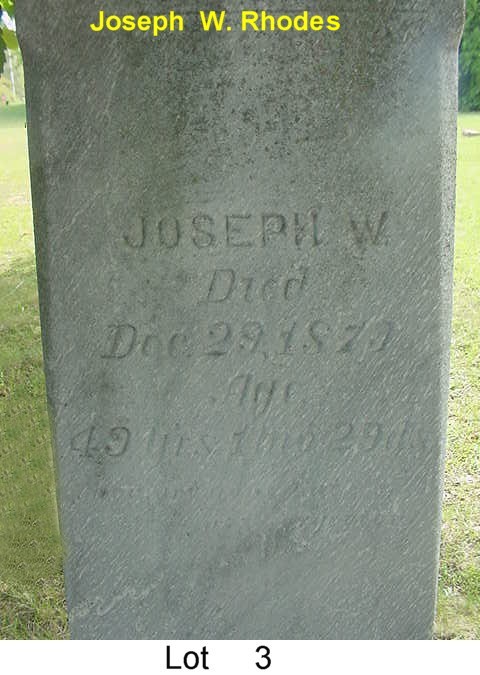 Joseph W. Rhodes
JOSEPH W.
Died
Dec. 29, 1879
Age
49 yrs 1 mo 29 ds
Lot 3